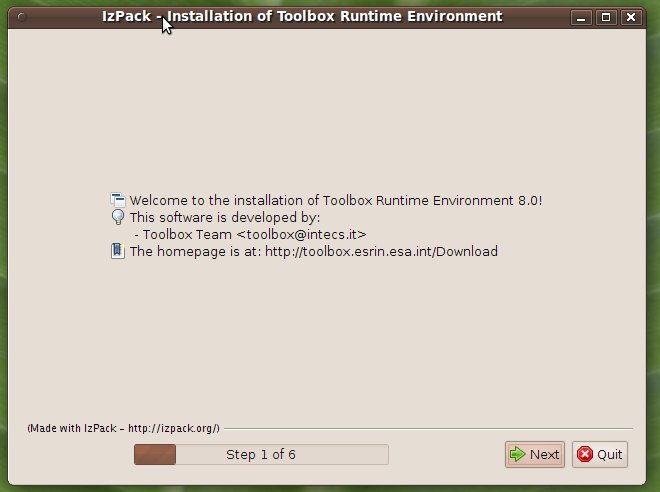 IzPack - Installation of Toolbox Runtime Environment
Welcome to the installation of Toolbox Runtime Environment 8.0!
This software is developed by:
- Toolbox Team <toolbox@intecs.it>
The homepage is at: http://toolbox.esrin.esa.int/Download
(Made with IzPack - http://izpack.org/)
Step 1 of 6
Next
Quit